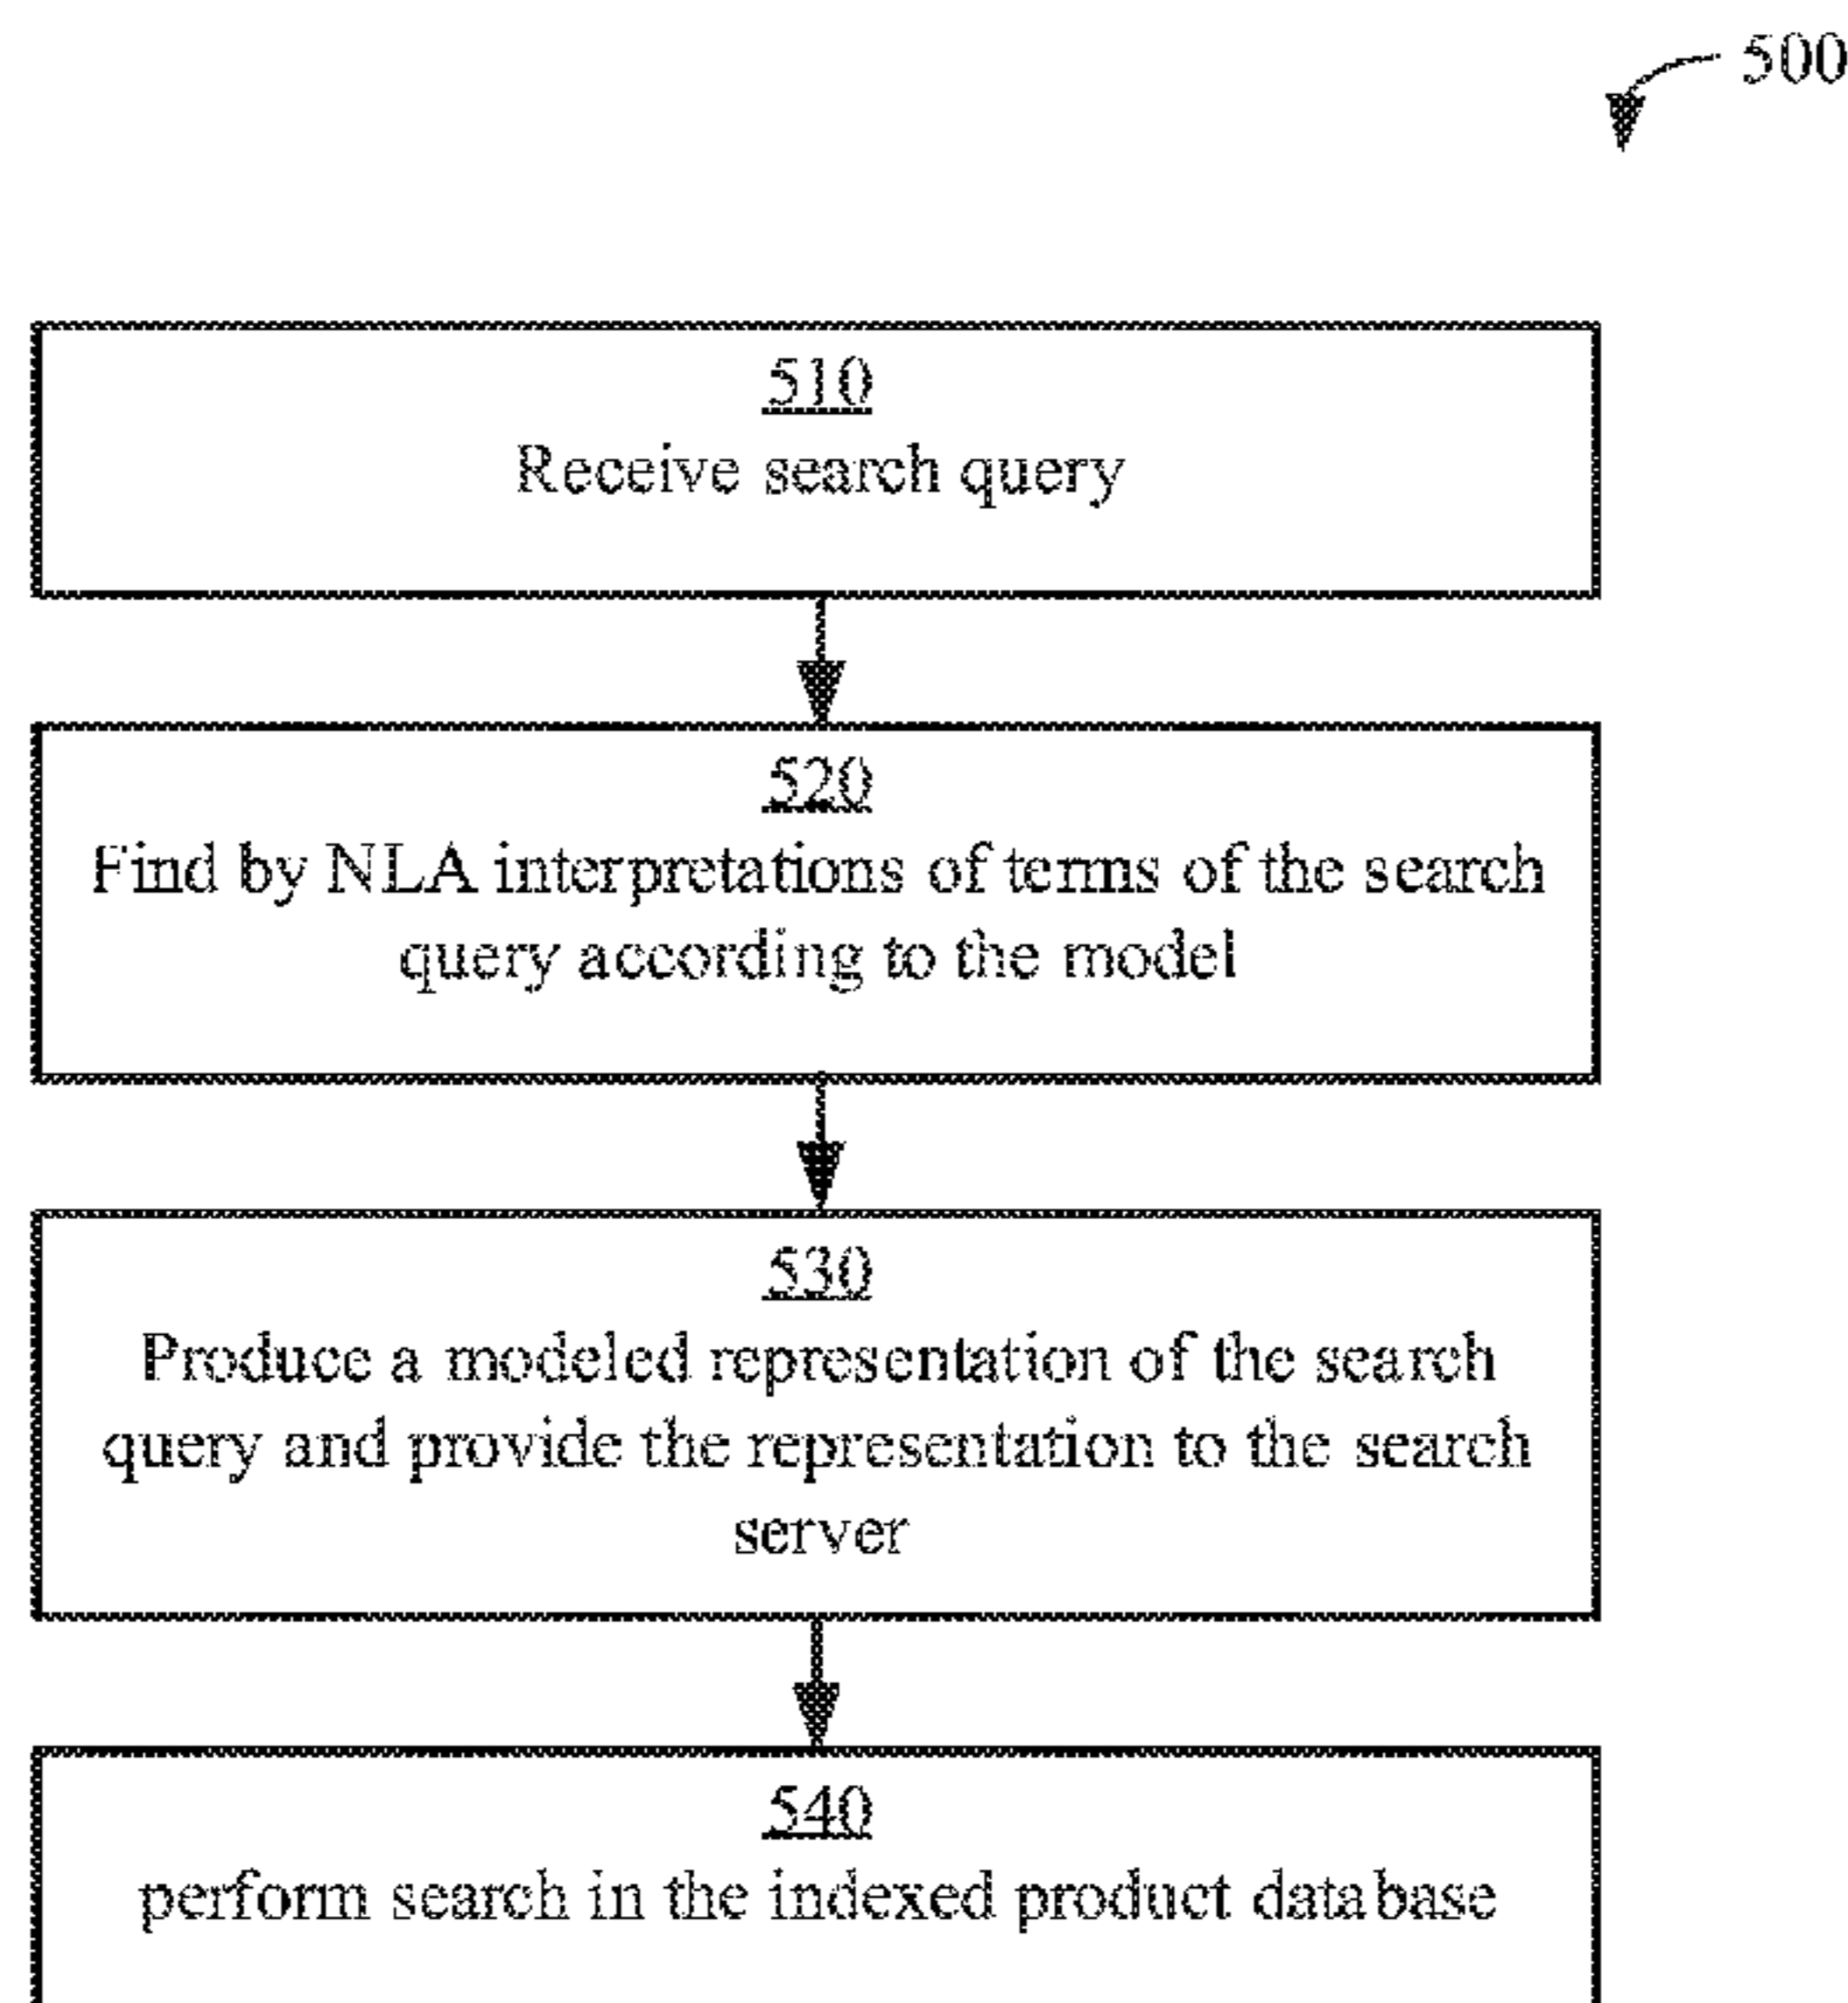 500
510
Receive search query
520
Find by NLA interpretations of terms of the search
query according to the model
530
Produce a modeled representation of the search
query and provide the representation to the search
server
540
perform search in the indexed product database